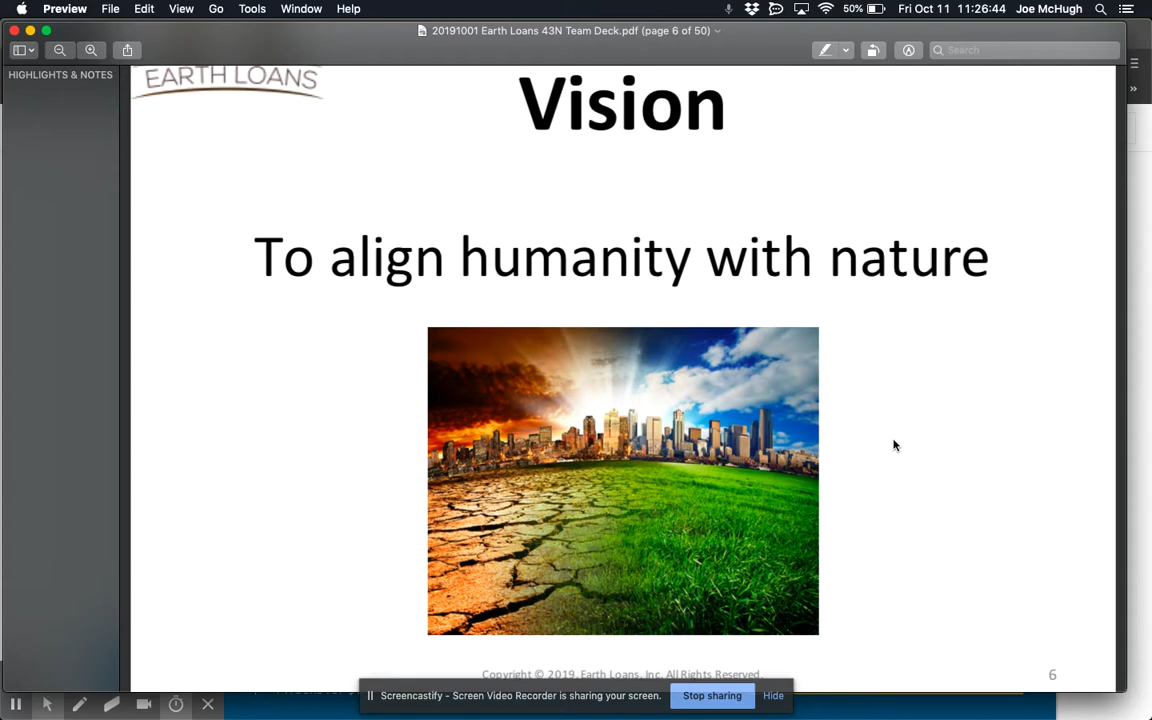 Preview File Edit View Go Tools Window Help 50% Fri Oct 11 11:26:44 Joe McHugh
20191001 Earth Loans 43N Team Deck.pdf (page 6 of 50)
Search
HIGHLIGHTS & NOTES
EARTH LOANS
Vision
To align humanity with nature
Copyright © 2019, Earth Loans, Inc. All Rights Reserved.
6
Screencastify - Screen Video Recorder is sharing your screen. Stop sharing Hide